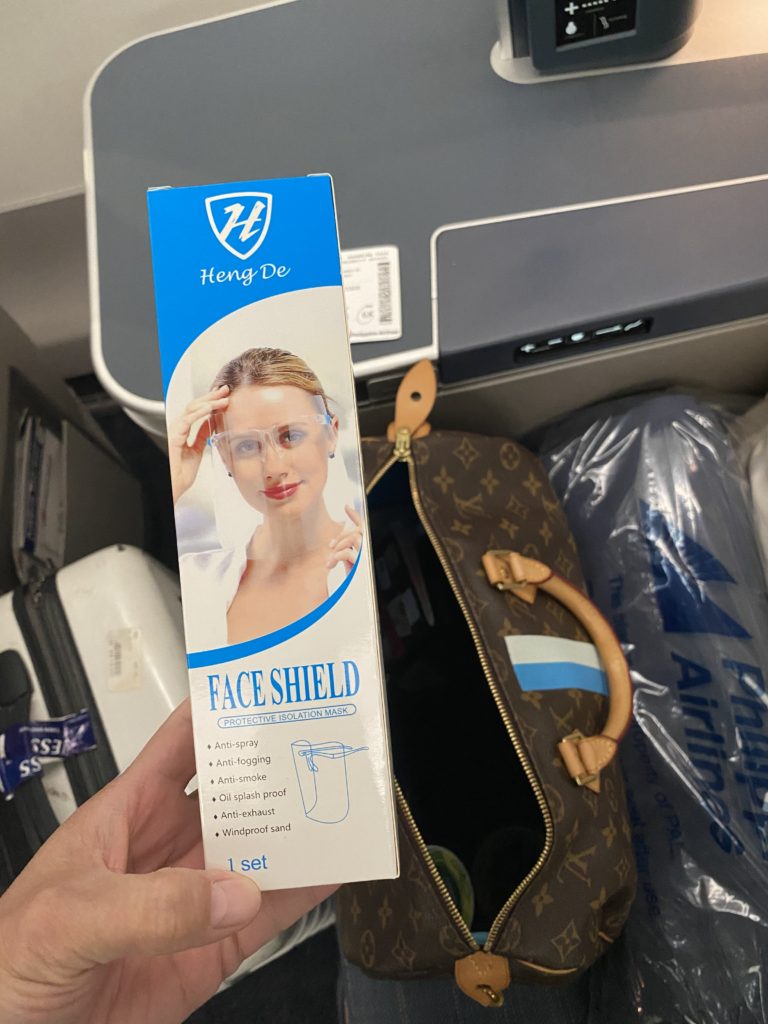 H
Heng De
FACE SHIELD
PROTECTIVE ISOLATION MASK
♦ Anti-spray
♦ Anti-fogging
♦ Anti-smoke
♦ Oil splash proof
♦ Anti-exhaust
♦ Windproof sand
1 set
Airlines